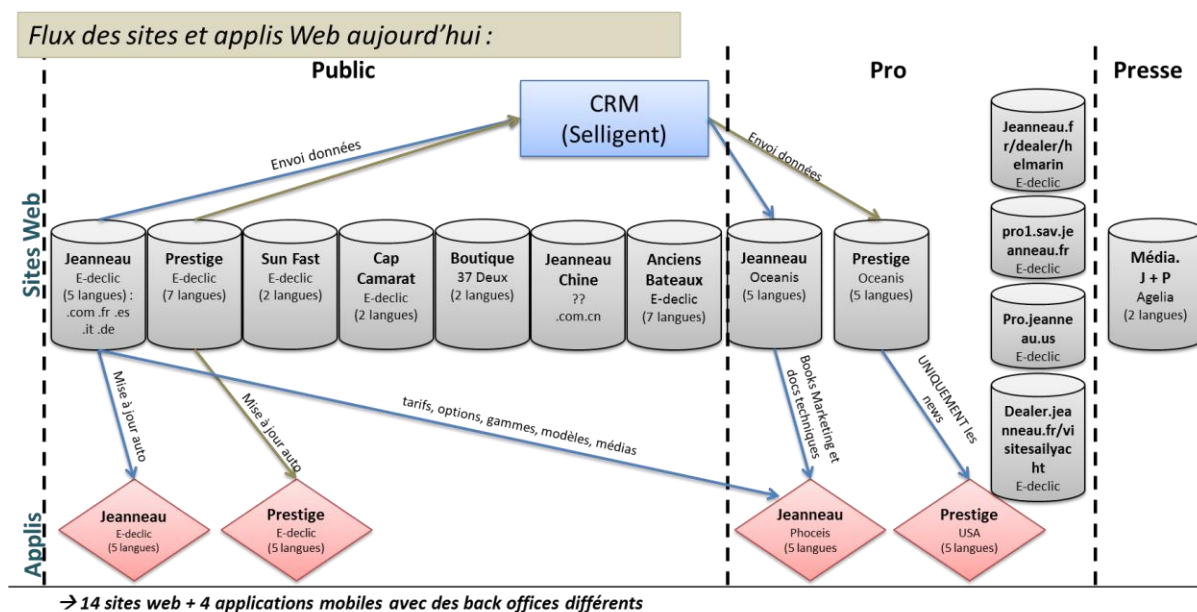 Flux des sites et applis Web aujourd’hui :
Public
Pro
Presse
CRM
(Selligent)
Envoi données
Envoi données
Sites Web
Jeanneau
E-declic
(5 langues) :
.com .fr .es
.it .de
Prestige
E-declic
(7 langues)
Sun Fast
E-declic
(2 langues)
Cap
Camarat
E-declic
(2 langues)
Boutique
37 Deux
(2 langues)
Jeanneau
Chine
??
.com.cn
Anciens
Bateaux
E-declic
(7 langues)
Jeanneau
Oceanis
(5 langues)
Prestige
Oceanis
(5 langues)
Jeanneau.f
r/dealer/h
elmarin
E-declic
pro1.sav.je
anneau.fr
E-declic
Pro.jeanne
au.us
E-declic
Dealer.jea
nneau.fr/vi
sitesailyac
ht
E-declic
Média.
J + P
Agelia
(2 langues)
Mise à jour auto
Mise à jour auto
tarifs, options, gammes, modèles, médias
Books Marketing et
docs techniques
UNIQUEMENT les
news
Applis
Jeanneau
E-declic
(5 langues)
Prestige
E-declic
(5 langues)
Jeanneau
Phoceis
(5 langues
Prestige
USA
(5 langues)
→ 14 sites web + 4 applications mobiles avec des back offices différents